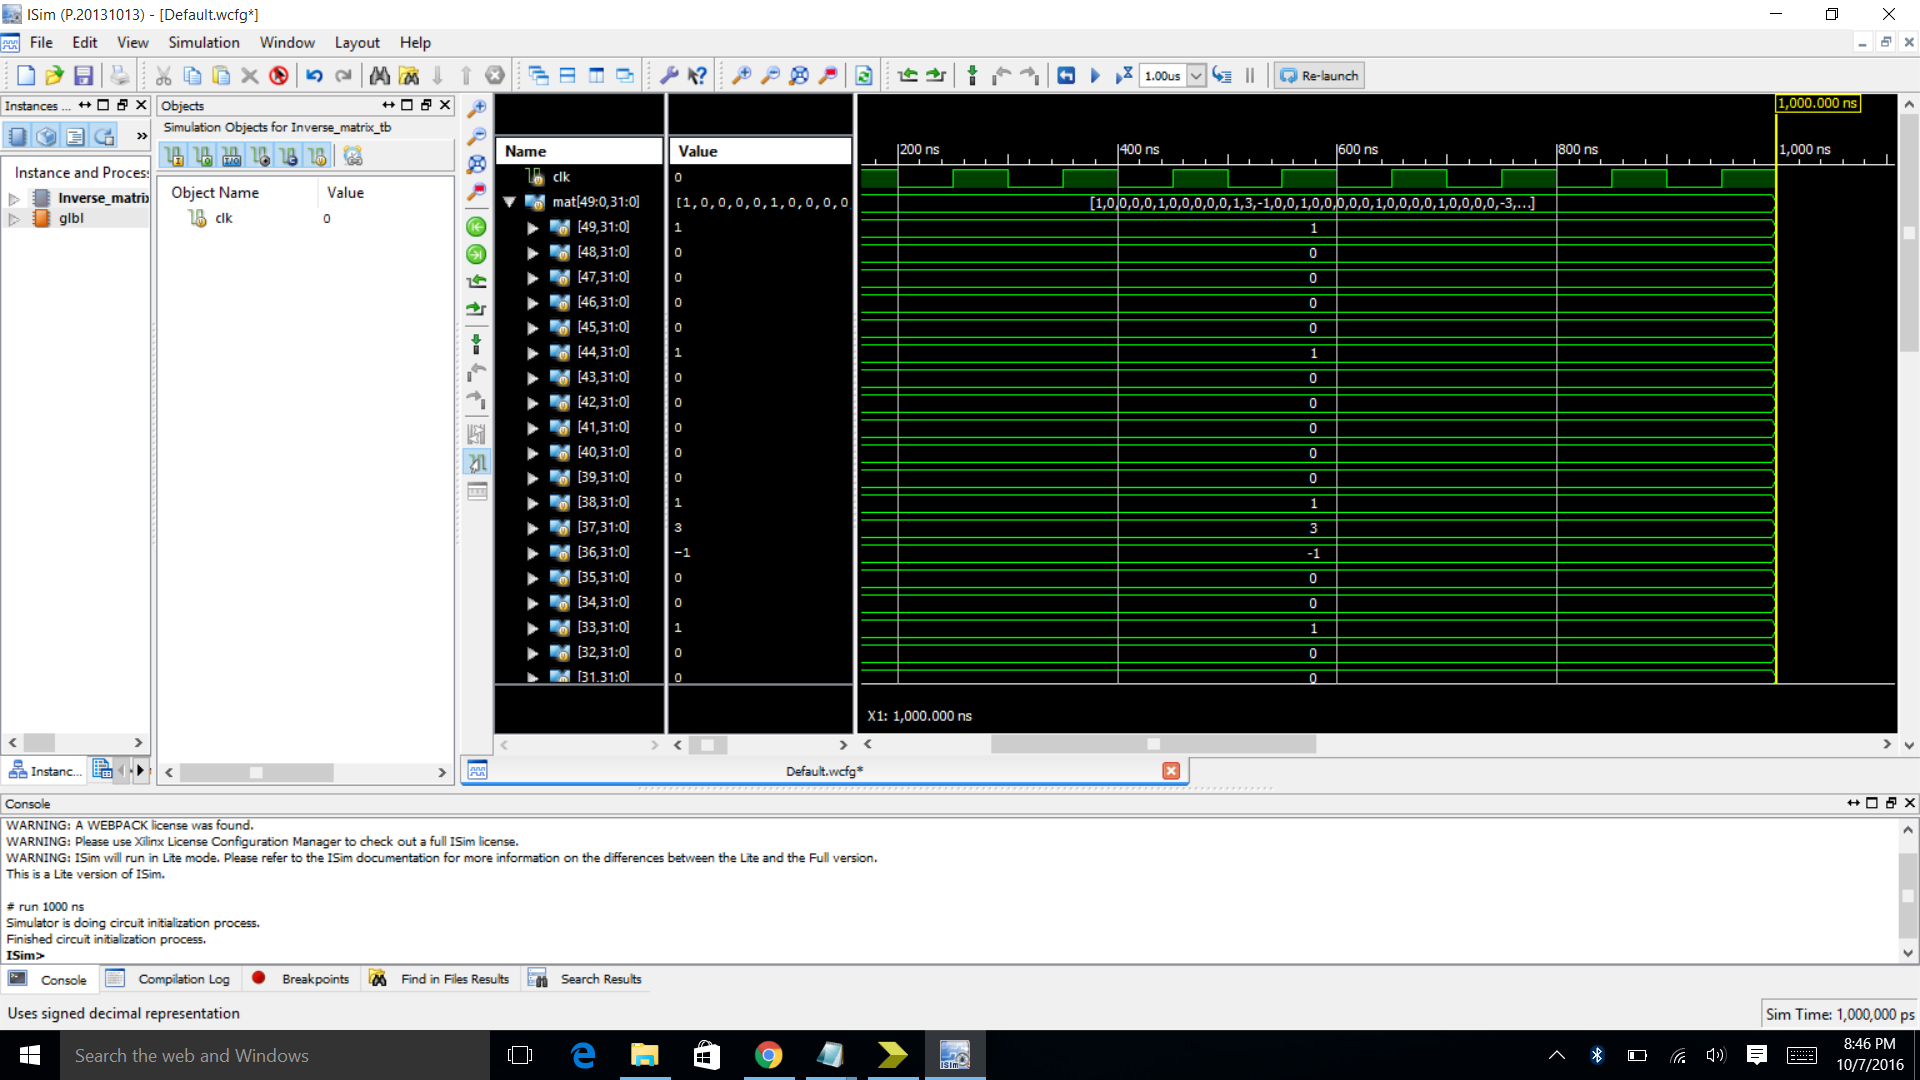 ISim (P.20131013) - [Default.wcfg*]
File Edit View Simulation Window Layout Help
1.00us Re-launch
Instances ... Objects
Simulation Objects for Inverse_matrix_tb
Instance and Process
Inverse_matrix
glbl
Object Name Value
clk 0
Name Value
clk 0
mat[49:0,31:0] [1,0,0,0,0,1,0,0,0,0,
[49,31:0] 1
[48,31:0] 0
[47,31:0] 0
[46,31:0] 0
[45,31:0] 0
[44,31:0] 1
[43,31:0] 0
[42,31:0] 0
[41,31:0] 0
[40,31:0] 0
[39,31:0] 0
[38,31:0] 1
[37,31:0] 3
[36,31:0] -1
[35,31:0] 0
[34,31:0] 0
[33,31:0] 1
[32,31:0] 0
[31,31:0] 0
1,000.000 ns
200 ns 400 ns 600 ns 800 ns 1,000 ns
[1,0,0,0,0,1,0,0,0,0,0,1,3,-1,0,0,1,0,0,0,0,0,1,0,0,0,0,1,0,0,0,0,-3,...]
1
0
0
0
0
1
0
0
0
0
0
1
3
-1
0
0
1
0
0
X1: 1,000.000 ns
Instanc...
Default.wcfg*
Console
WARNING: A WEBPACK license was found.
WARNING: Please use Xilinx License Configuration Manager to check out a full ISim license.
WARNING: ISim will run in Lite mode. Please refer to the ISim documentation for more information on the differences between the Lite and the Full version.
This is a Lite version of ISim.
# run 1000 ns
Simulator is doing circuit initialization process.
Finished circuit initialization process.
ISim>
Console Compilation Log Breakpoints Find in Files Results Search Results
Uses signed decimal representation
Sim Time: 1,000,000 ps
Search the web and Windows
ISim
8:46 PM
10/7/2016